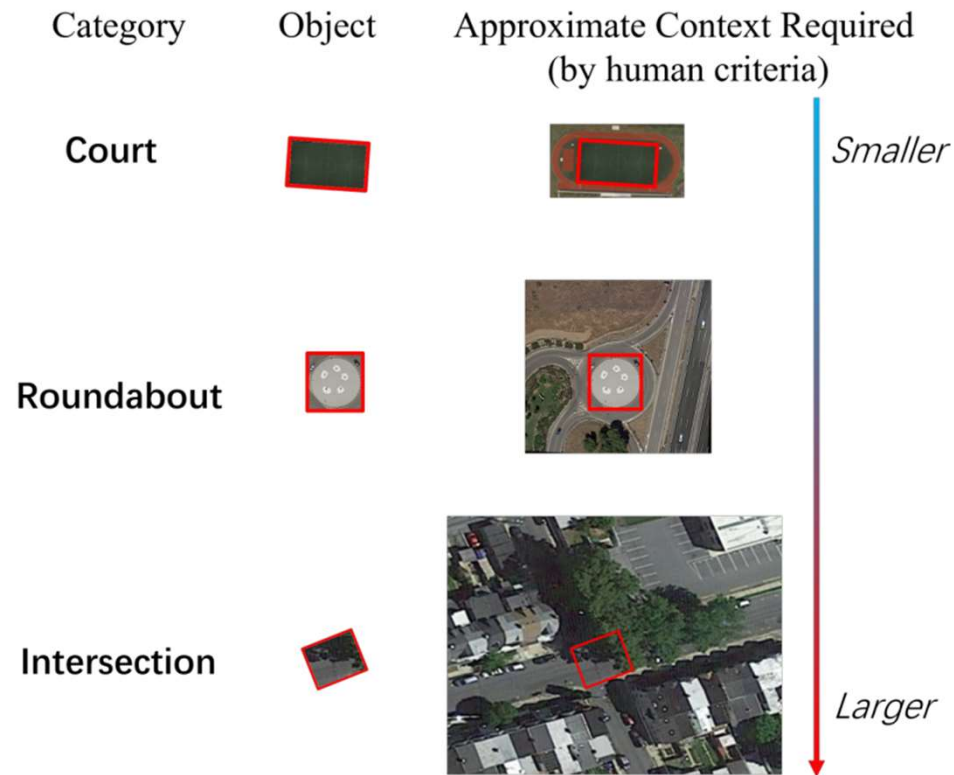 Category Object Approximate Context Required
(by human criteria)
Court Smaller
Roundabout
Intersection
Larger